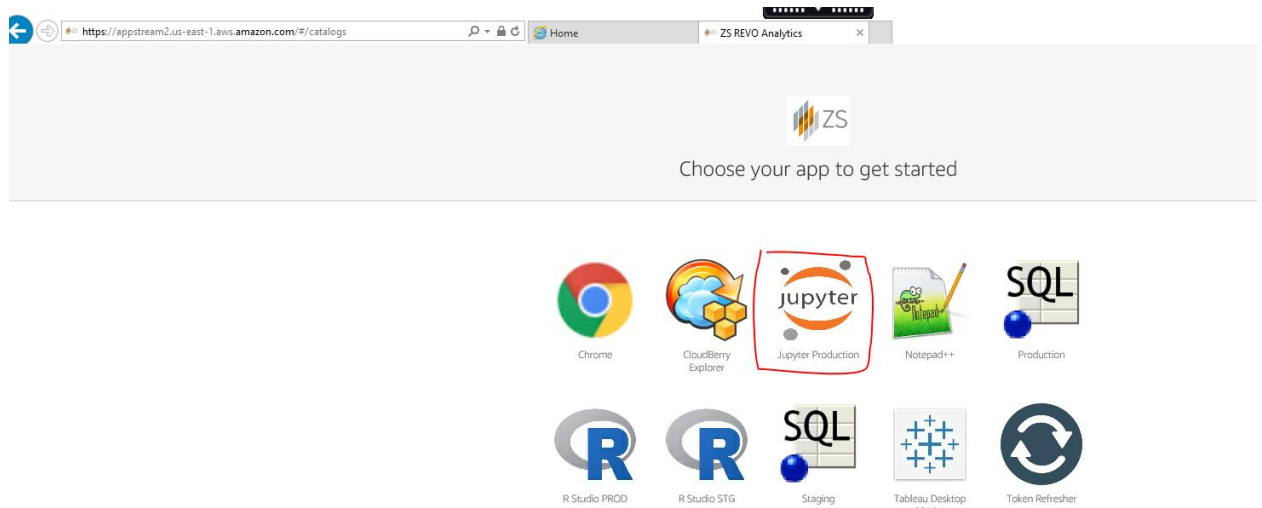 https://appstream2.us-east-1.aws.amazon.com/#/catalogs
Home
ZS REVO Analytics
ZS
Choose your app to get started
jupyter
Notepad++
SQL
Chrome
CloudBerry
Explorer
Jupyter Production
Notepad++
Production
R
R
SQL
R Studio PROD
R Studio STG
Staging
Tableau Desktop
Token Refresher